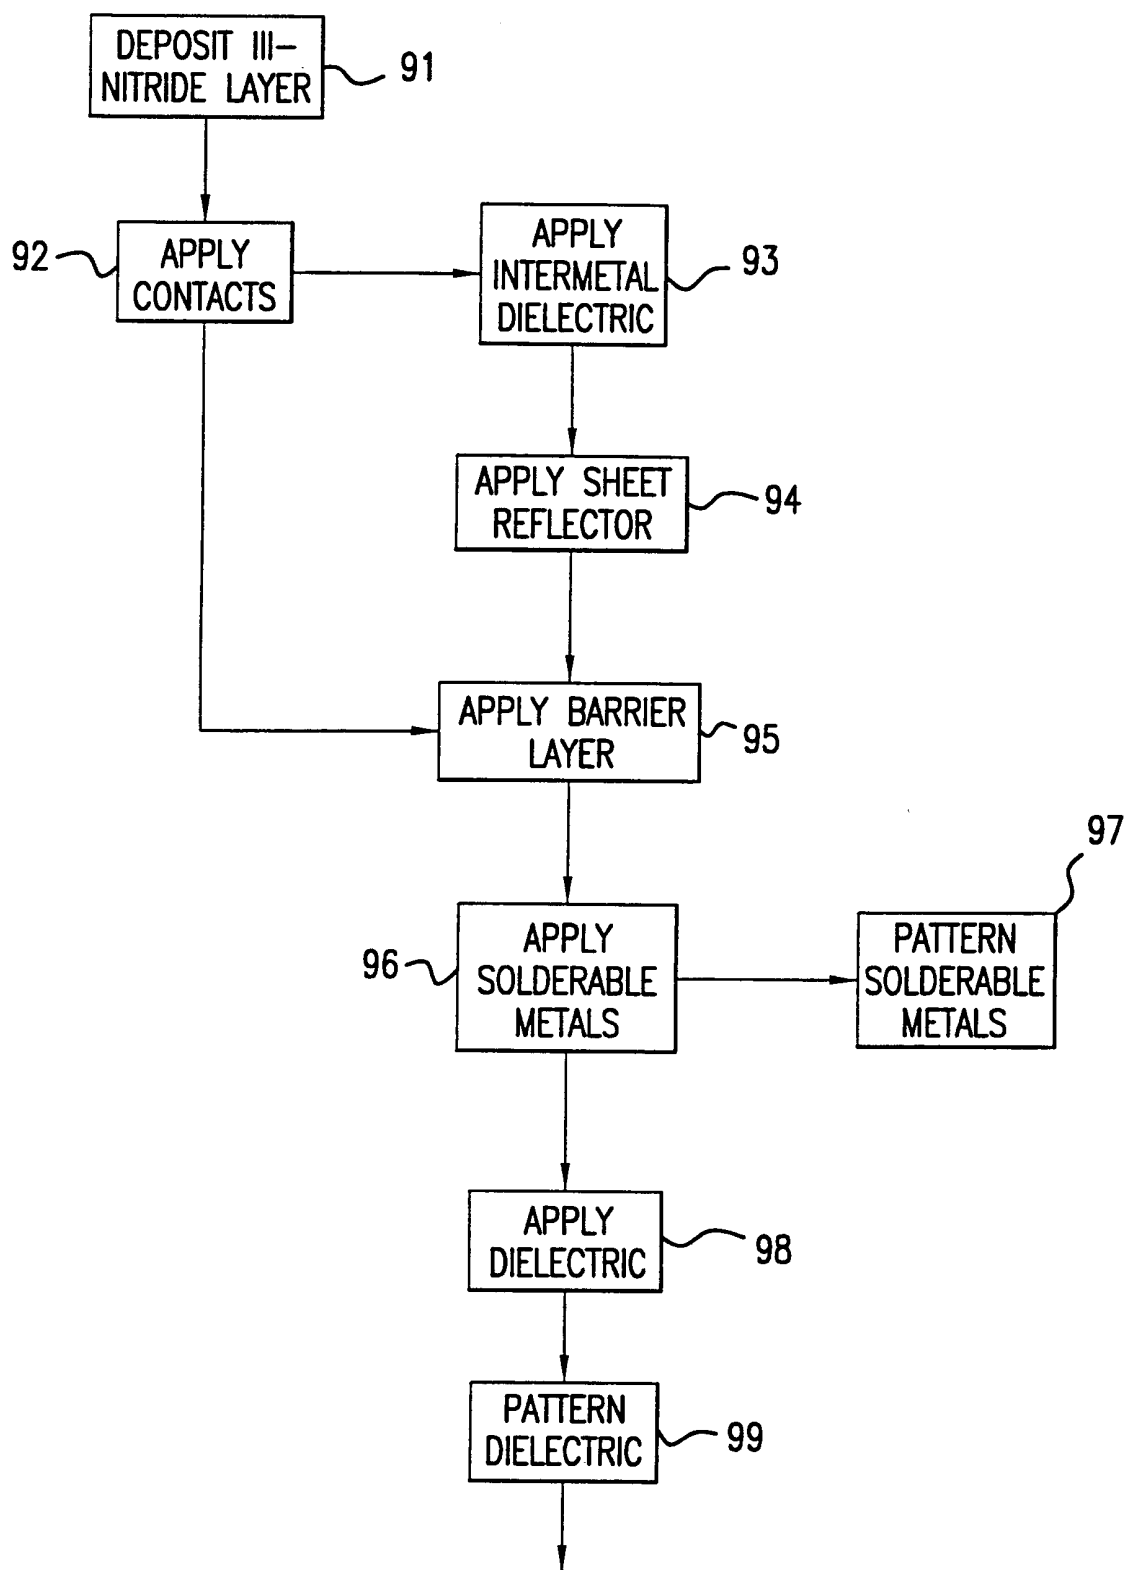 DEPOSIT III-
NITRIDE LAYER
91
92
APPLY
CONTACTS
APPLY
INTERMETAL
DIELECTRIC
93
APPLY SHEET
REFLECTOR
94
APPLY BARRIER
LAYER
95
96
APPLY
SOLDERABLE
METALS
97
PATTERN
SOLDERABLE
METALS
APPLY
DIELECTRIC
98
PATTERN
DIELECTRIC
99